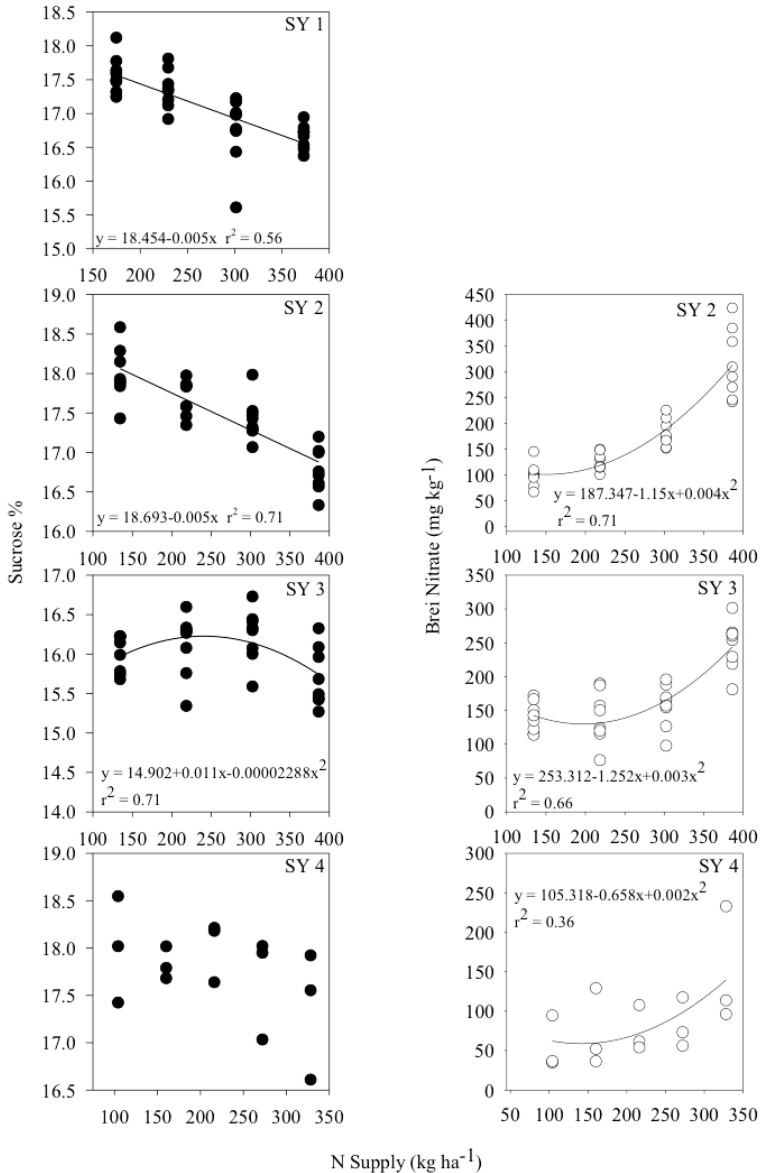 Sucrose %
Brei Nitrate (mg kg-1)
18.5
18.0
17.5
17.0
16.5
16.0
15.5
15.0
SY 1
y = 18.454-0.005x r2 = 0.56
150 200 250 300 350 400
19.0
18.5
18.0
17.5
17.0
16.5
16.0
SY 2
y = 18.693-0.005x r2 = 0.71
100 150 200 250 300 350 400
450
400
350
300
250
200
150
100
50
0
SY 2
y = 187.347-1.15x+0.004x2
r2 = 0.71
100 150 200 250 300 350 400
17.0
16.5
16.0
15.5
15.0
14.5
14.0
SY 3
y = 14.902+0.011x-0.00002288x2
r2 = 0.71
100 150 200 250 300 350 400
350
300
250
200
150
100
50
0
SY 3
y = 253.312-1.252x+0.003x2
r2 = 0.66
100 150 200 250 300 350 400
19.0
18.5
18.0
17.5
17.0
16.5
SY 4
100 150 200 250 300 350
300
250
200
150
100
50
0
SY 4
y = 105.318-0.658x+0.002x2
r2 = 0.36
50 100 150 200 250 300 350
N Supply (kg ha-1)